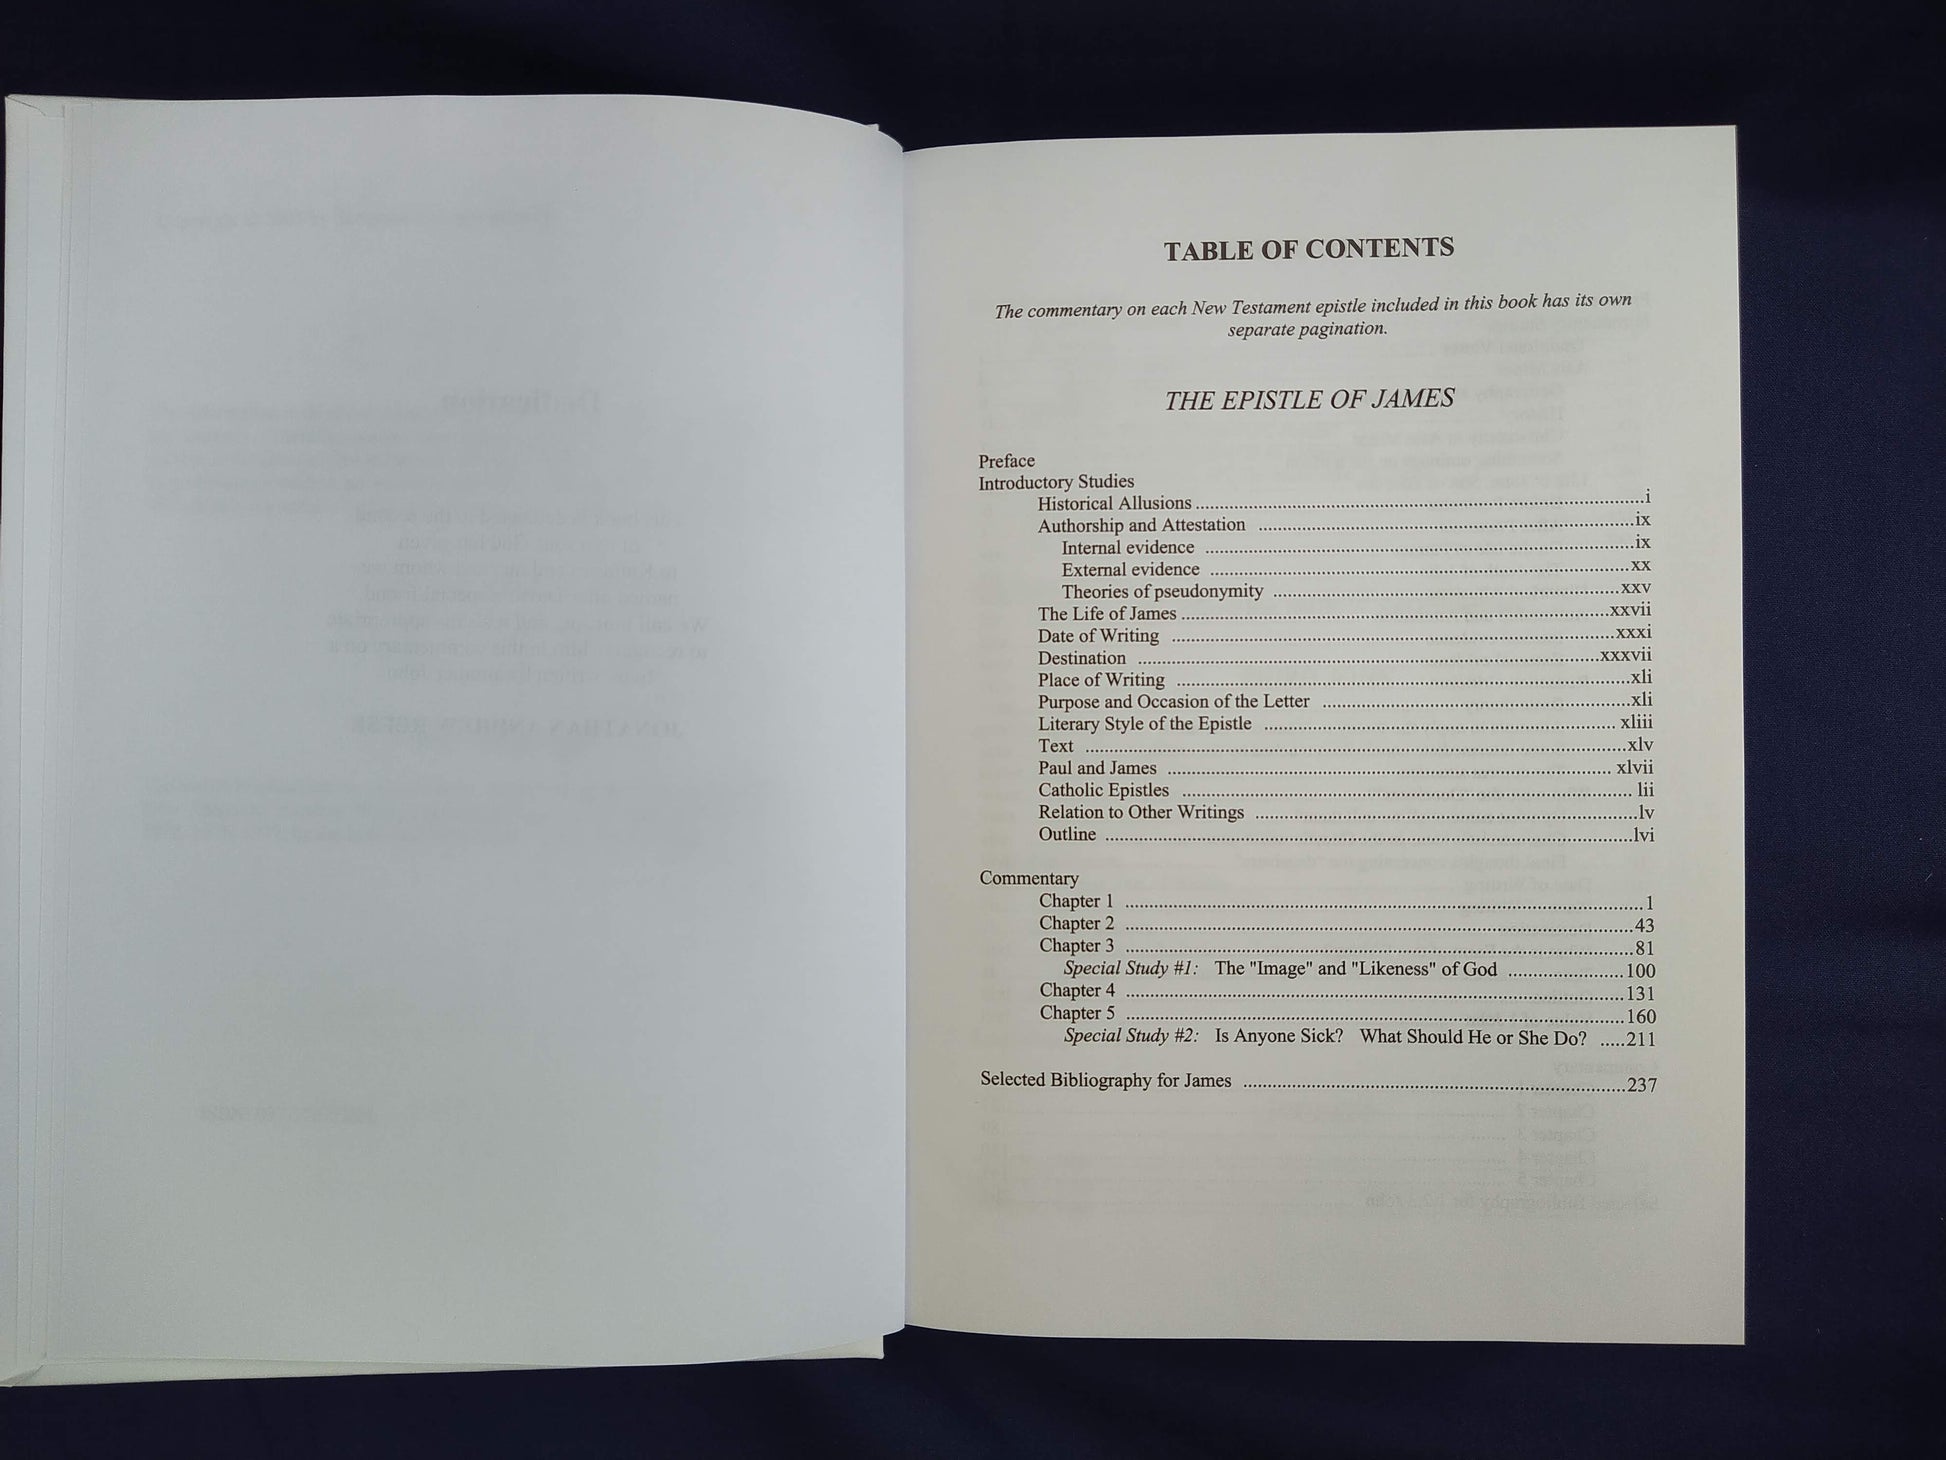 TABLE OF CONTENTS
The commentary on each New Testament epistle included in this book has its own
separate pagination.
THE EPISTLE OF JAMES
Preface
Introductory Studies
Historical Allusions ........ i
Authorship and Attestation ........ ix
Internal evidence ........ ix
External evidence ........ xx
Theories of pseudonymity ........ xxv
The Life of James ........ xxvii
Date of Writing ........ xxxi
Destination ........ xxxvii
Place of Writing ........ xli
Purpose and Occasion of the Letter ........ xli
Literary Style of the Epistle ........ xliii
Text ........ xlv
Paul and James ........ xlvii
Catholic Epistles ........ lii
Relation to Other Writings ........ lv
Outline ........ lvi
Commentary
Chapter 1 ........ 1
Chapter 2 ........ 43
Chapter 3 ........ 81
Special Study #1: The "Image" and "Likeness" of God ........ 100
Chapter 4 ........ 131
Chapter 5 ........ 160
Special Study #2: Is Anyone Sick? What Should He or She Do? .....211
Selected Bibliography for James ........ 237